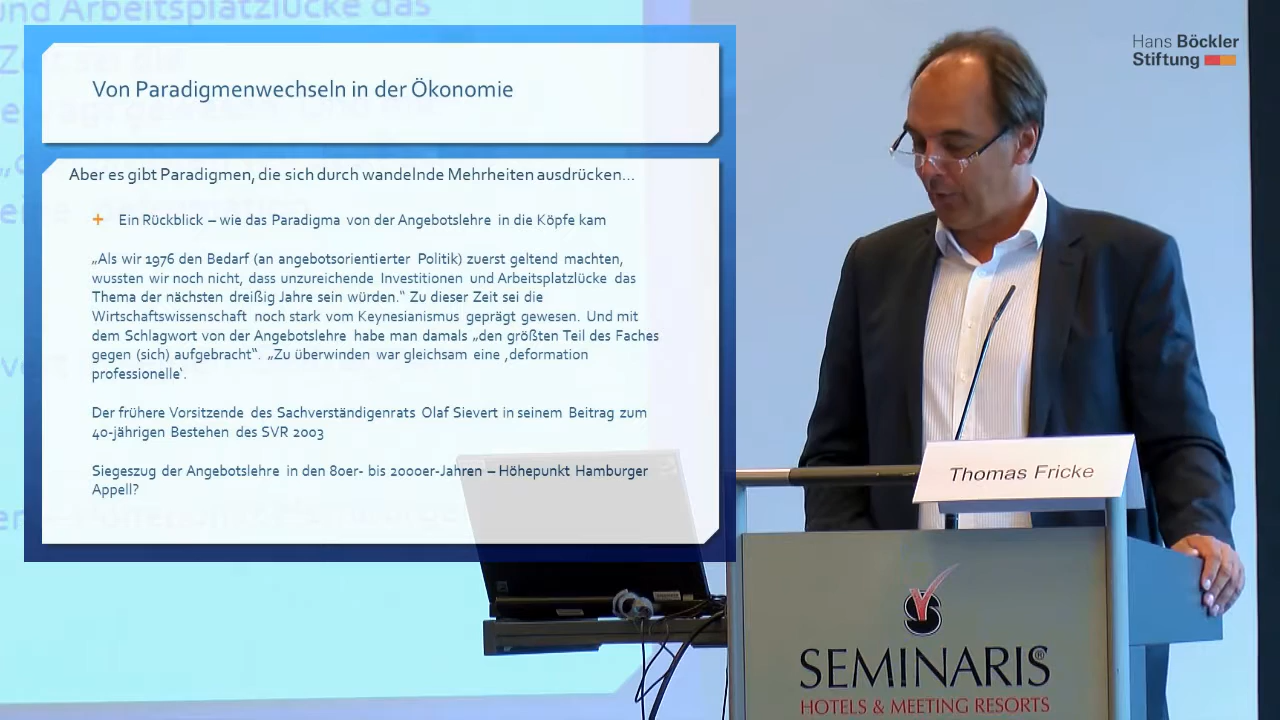 und Arbeitsplatzlücke das
Hans Böckler
Stiftung
Von Paradigmenwechseln in der Ökonomie
Aber es gibt Paradigmen, die sich durch wandelnde Mehrheiten ausdrücken...
+ Ein Rückblick – wie das Paradigma von der Angebotslehre in die Köpfe kam
„Als wir 1976 den Bedarf (an angebotsorientierter Politik) zuerst geltend machten,
wussten wir noch nicht, dass unzureichende Investitionen und Arbeitsplatzlücke das
Thema der nächsten dreißig Jahre sein würden.“ Zu dieser Zeit sei die
Wirtschaftswissenschaft noch stark vom Keynesianismus geprägt gewesen. Und mit
dem Schlagwort von der Angebotslehre habe man damals „den größten Teil des Faches
gegen (sich) aufgebracht“. „Zu überwinden war gleichsam eine ‚deformation
professionelle‘.
Der frühere Vorsitzende des Sachverständigenrats Olaf Sievert in seinem Beitrag zum
40-jährigen Bestehen des SVR 2003
Siegeszug der Angebotslehre in den 80er- bis 2000er-Jahren – Höhepunkt Hamburger
Appell?
Thomas Fricke
SEMINARIS®
HOTELS & MEETING RESORTS